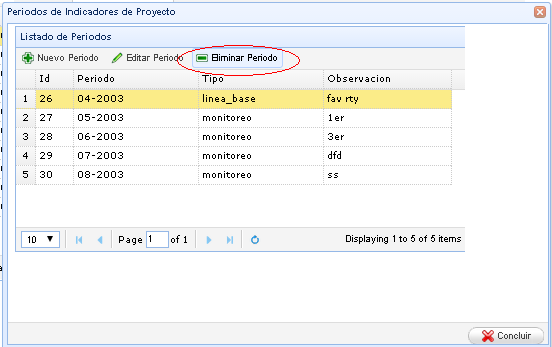 Periodos de Indicadores de Proyecto
Listado de Periodos
Nuevo Periodo Editar Periodo Eliminar Periodo
Id Periodo Tipo Observacion
1 26 04-2003 linea_base fav rty
2 27 05-2003 monitoreo 1er
3 28 06-2003 monitoreo 3er
4 29 07-2003 monitoreo dfd
5 30 08-2003 monitoreo ss
10 Page 1 of 1 Displaying 1 to 5 of 5 items
Concluir